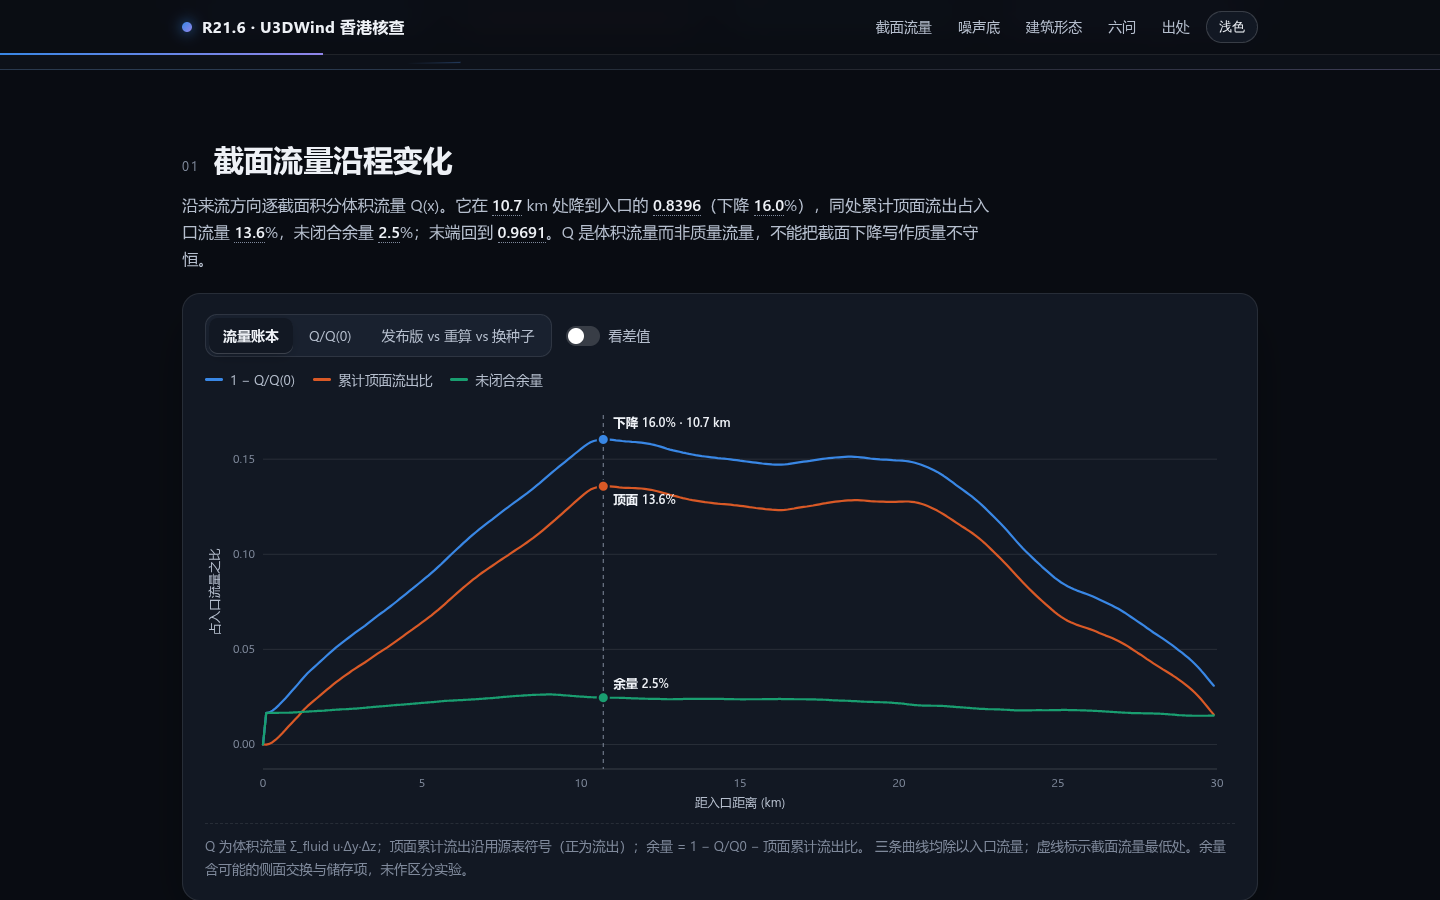 R21.6 · U3DWind 香港核查
截面流量 噪声底 建筑形态 六问 出处 浅色
01 截面流量沿程变化
沿来流方向逐截面积分体积流量 Q(x)。它在 10.7 km 处降到入口的 0.8396（下降 16.0%），同处累计顶面流出占入
口流量 13.6%，未闭合余量 2.5%；末端回到 0.9691。Q 是体积流量而非质量流量，不能把截面下降写作质量不守
恒。
流量账本 Q/Q(0) 发布版 vs 重算 vs 换种子 看差值
1 − Q/Q(0) 累计顶面流出比 未闭合余量
下降 16.0% · 10.7 km
0.15
顶面 13.6%
0.10
占入口流量之比
0.05
余量 2.5%
0.00
0 5 10 15 20 25 30
距入口距离 (km)
Q 为体积流量 Σ_fluid u·Δy·Δz；顶面累计流出沿用源表符号（正为流出）；余量 = 1 − Q/Q0 − 顶面累计流出比。 三条曲线均除以入口流量；虚线标示截面流量最低处。余量
含可能的侧面交换与储存项，未作区分实验。